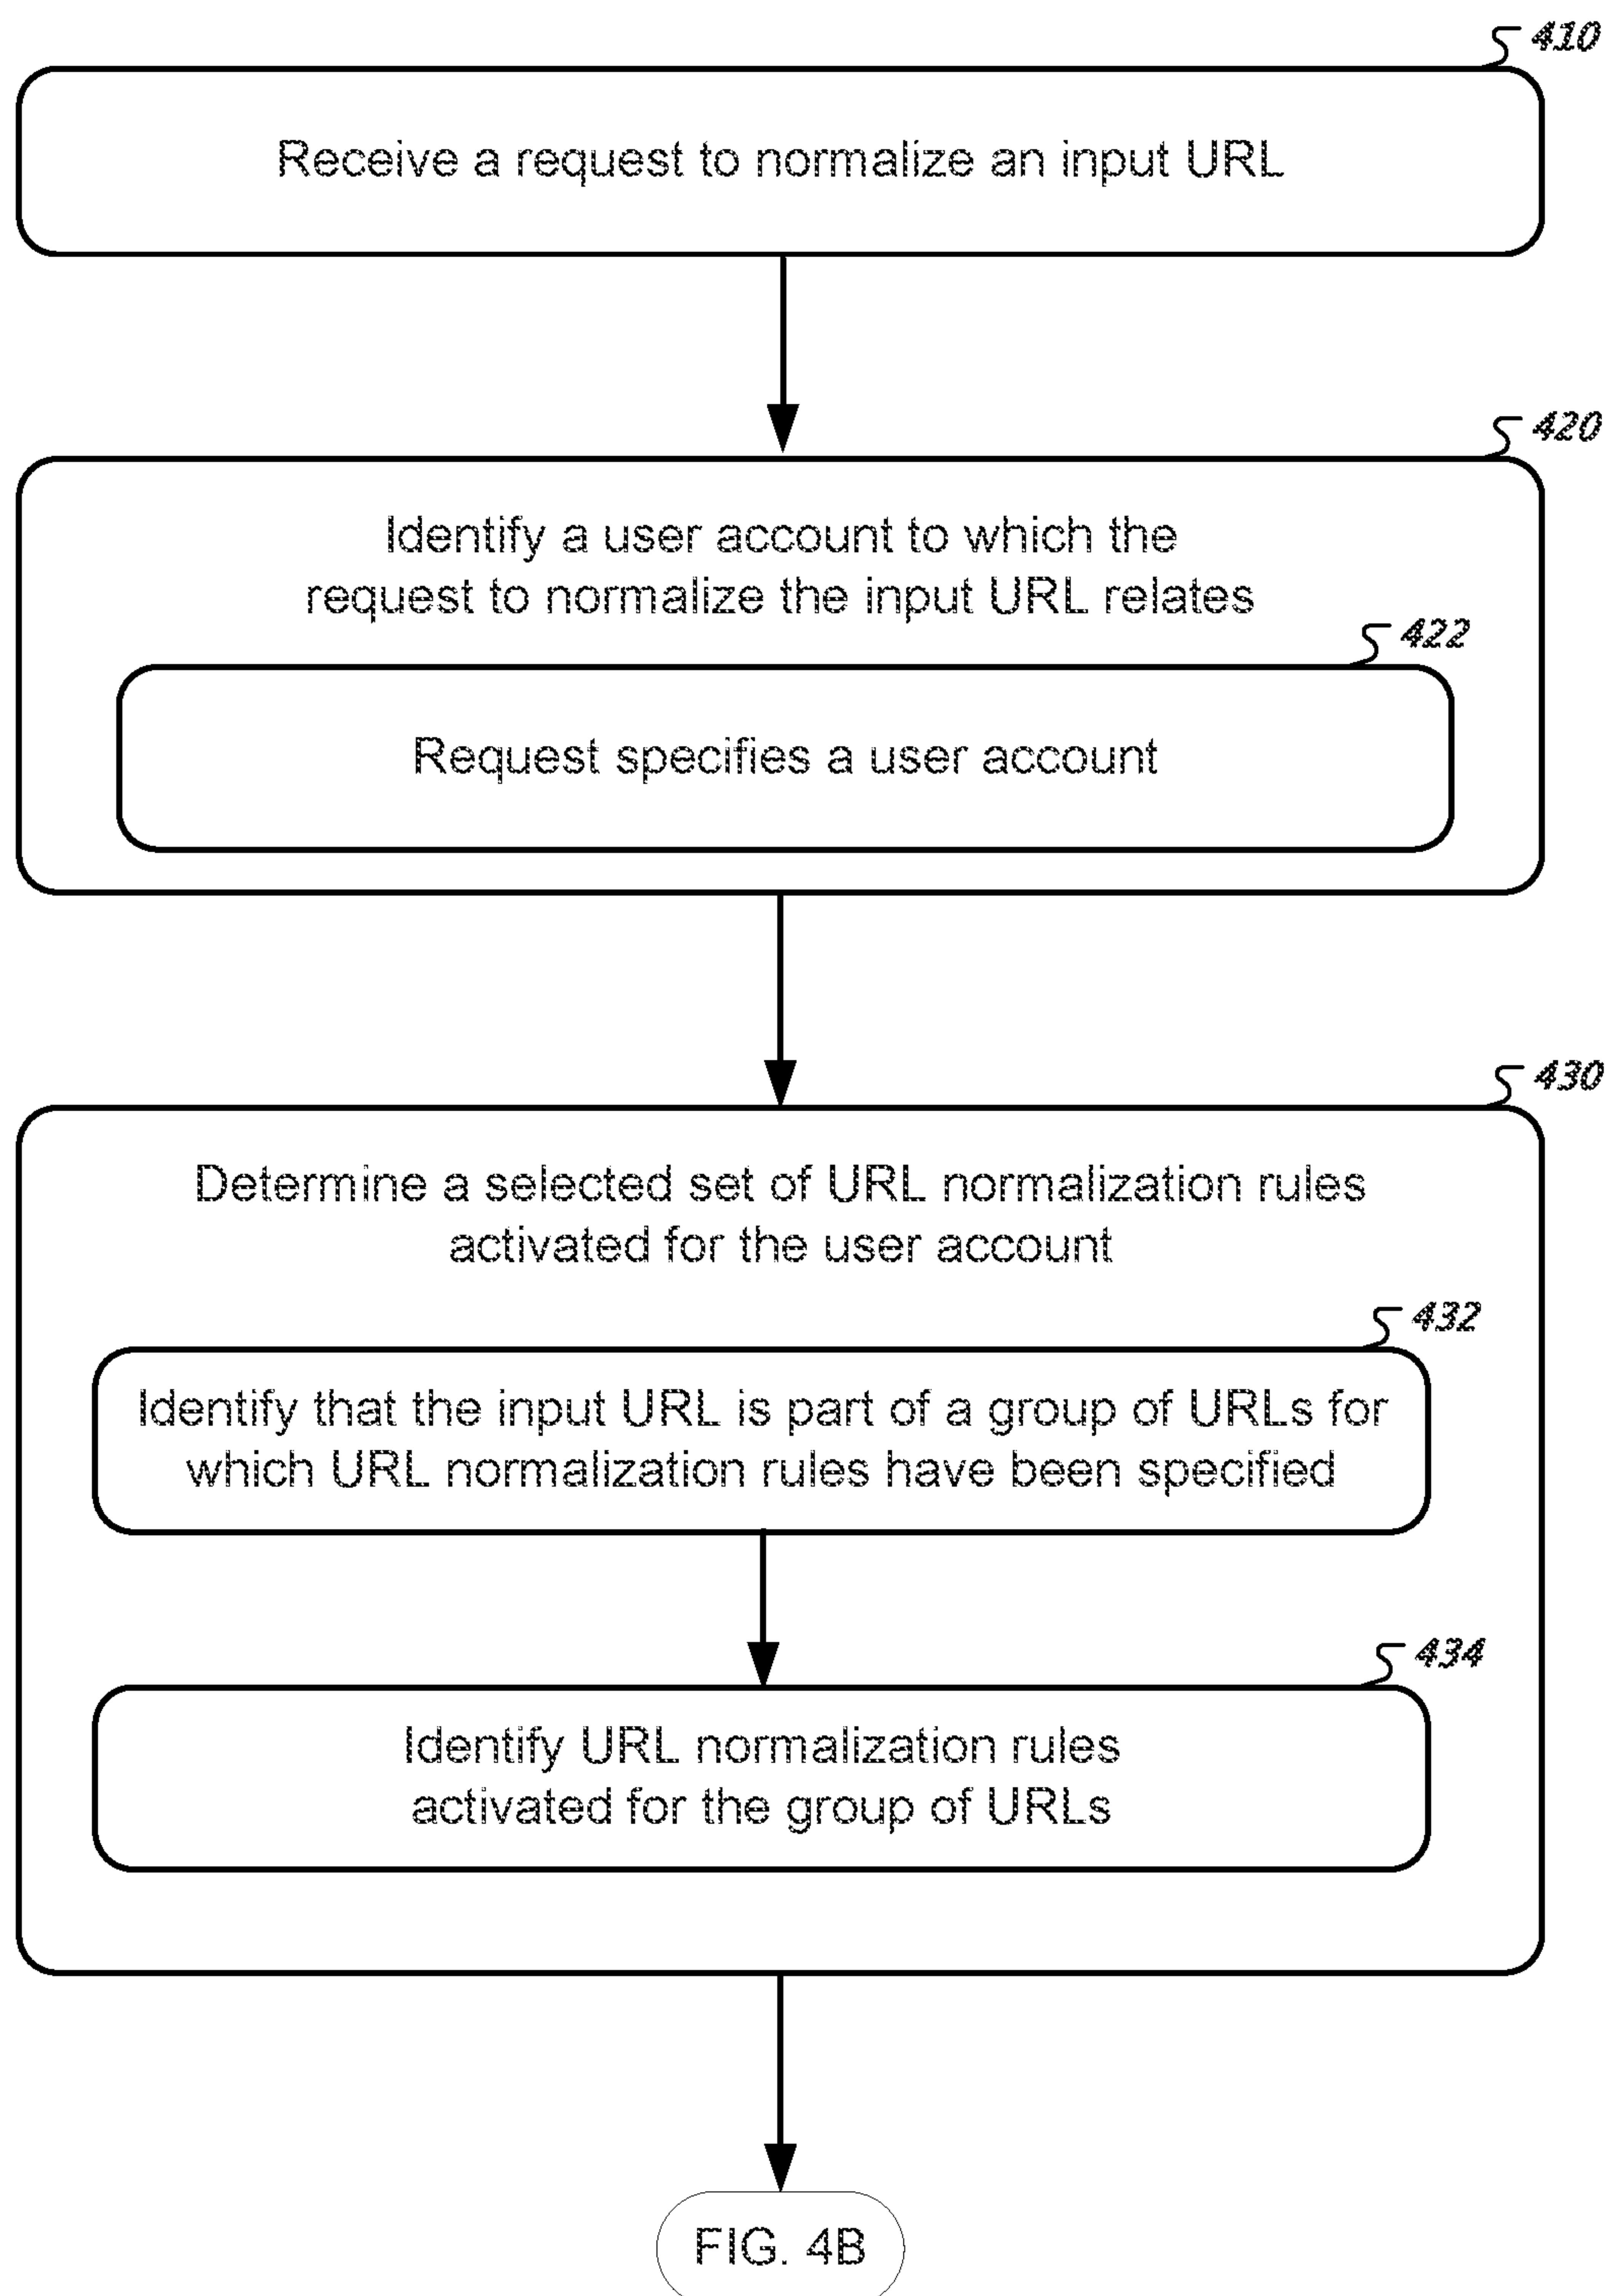 410
Receive a request to normalize an input URL
420
Identify a user account to which the
request to normalize the input URL relates
422
Request specifies a user account
430
Determine a selected set of URL normalization rules
activated for the user account
432
Identify that the input URL is part of a group of URLs for
which URL normalization rules have been specified
434
Identify URL normalization rules
activated for the group of URLs
FIG. 4B